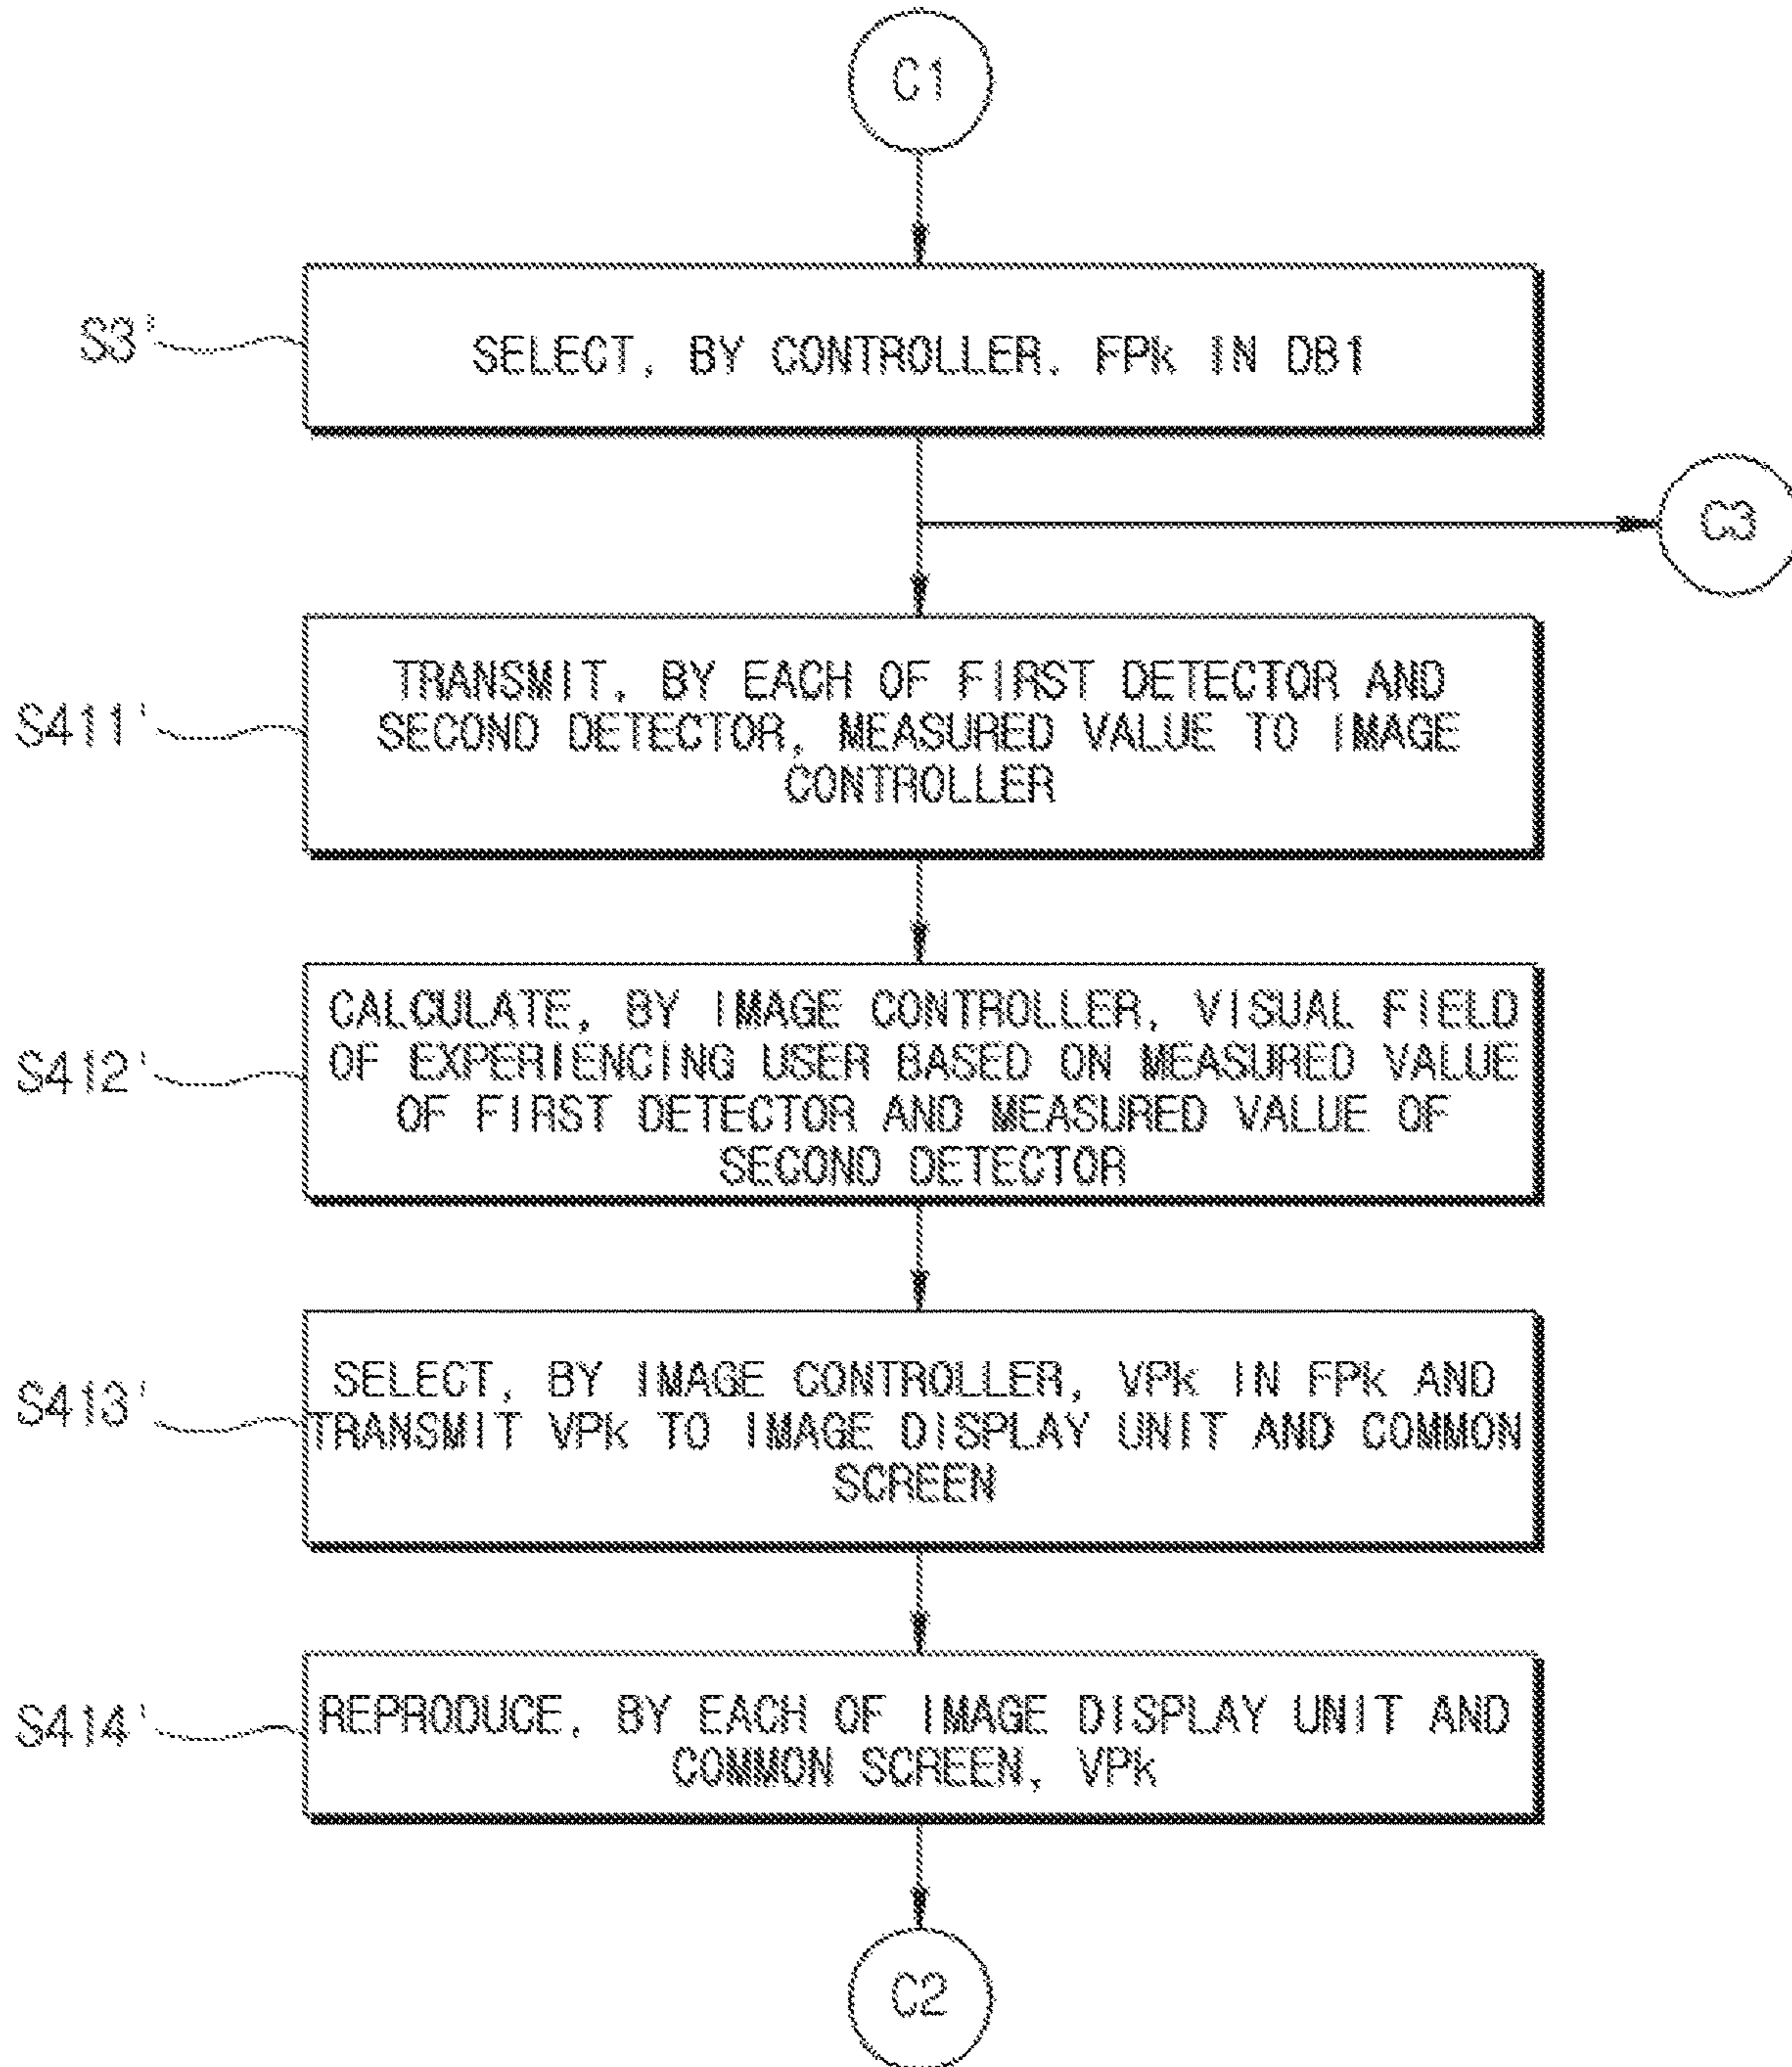 C1
S3'
SELECT, BY CONTROLLER, FPk IN DB1
C3
S411'
TRANSMIT, BY EACH OF FIRST DETECTOR AND
SECOND DETECTOR, MEASURED VALUE TO IMAGE
CONTROLLER
S412'
CALCULATE, BY IMAGE CONTROLLER, VISUAL FIELD
OF EXPERIENCING USER BASED ON MEASURED VALUE
OF FIRST DETECTOR AND MEASURED VALUE OF
SECOND DETECTOR
S413'
SELECT, BY IMAGE CONTROLLER, VPk IN FPk AND
TRANSMIT VPk TO IMAGE DISPLAY UNIT AND COMMON
SCREEN
S414'
REPRODUCE, BY EACH OF IMAGE DISPLAY UNIT AND
COMMON SCREEN, VPk
C2